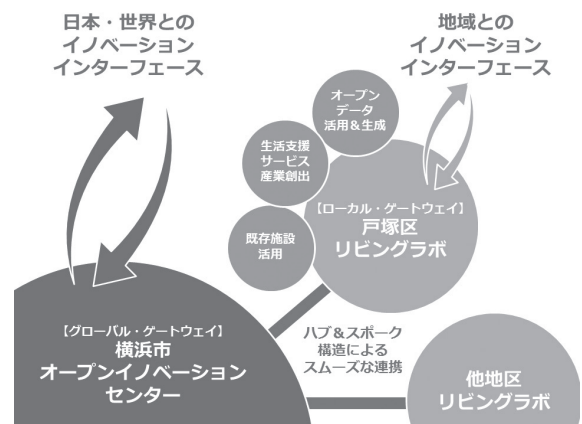 日本・世界との
イノベーション
インターフェース
地域との
イノベーション
インターフェース
オープン
データ
活用＆生成
生活支援
サービス
産業創出
既存施設
活用
【ローカル・ゲートウェイ】
戸塚区
リビングラボ
【グローバル・ゲートウェイ】
横浜市
オープンイノベーション
センター
ハブ＆スポーク
構造による
スムーズな連携
他地区
リビングラボ